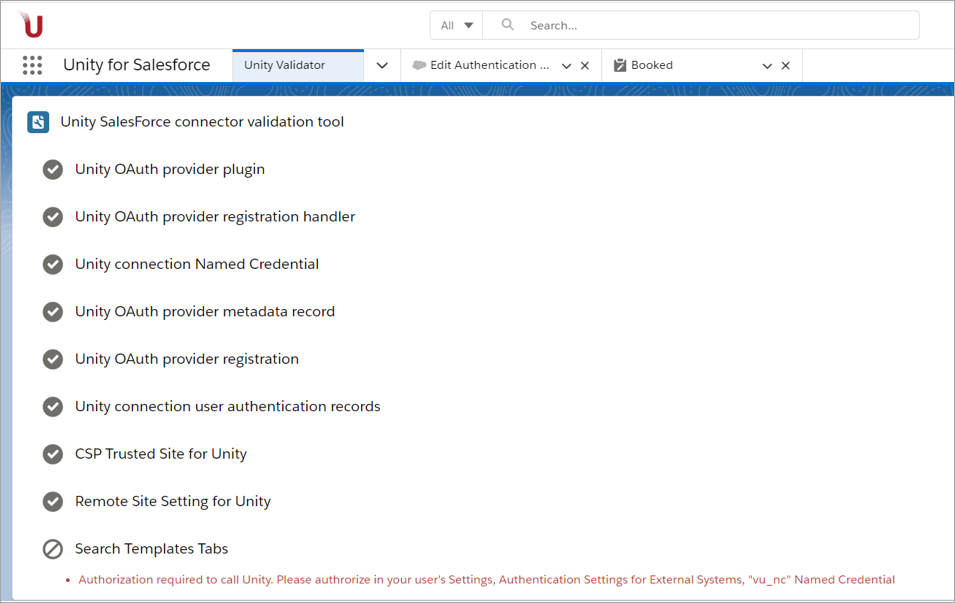 U
All
Search...
Unity for Salesforce
Unity Validator
Edit Authentication ...
Booked
Unity SalesForce connector validation tool
Unity OAuth provider plugin
Unity OAuth provider registration handler
Unity connection Named Credential
Unity OAuth provider metadata record
Unity OAuth provider registration
Unity connection user authentication records
CSP Trusted Site for Unity
Remote Site Setting for Unity
Search Templates Tabs
• Authorization required to call Unity. Please authrorize in your user's Settings, Authentication Settings for External Systems, "vu_nc" Named Credential